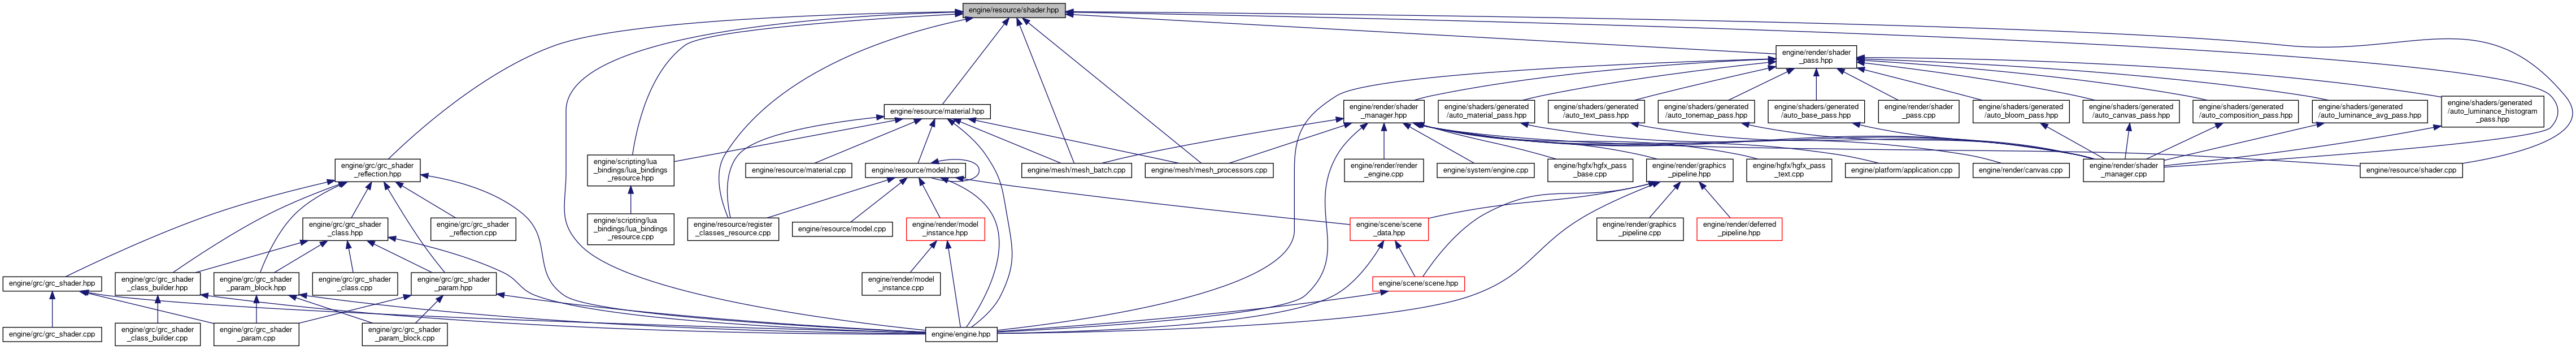 engine/resource/shader.hpp
engine/render/shader
_pass.hpp
engine/resource/material.hpp
engine/render/shader
_manager.hpp
engine/shaders/generated
/auto_material_pass.hpp
engine/shaders/generated
/auto_text_pass.hpp
engine/shaders/generated
/auto_tonemap_pass.hpp
engine/shaders/generated
/auto_base_pass.hpp
engine/render/shader
_pass.cpp
engine/shaders/generated
/auto_bloom_pass.hpp
engine/shaders/generated
/auto_canvas_pass.hpp
engine/shaders/generated
/auto_composition_pass.hpp
engine/shaders/generated
/auto_luminance_avg_pass.hpp
engine/shaders/generated
/auto_luminance_histogram
_pass.hpp
engine/grc/grc_shader
_reflection.hpp
engine/scripting/lua
_bindings/lua_bindings
_resource.hpp
engine/resource/material.cpp
engine/resource/model.hpp
engine/mesh/mesh_batch.cpp
engine/mesh/mesh_processors.cpp
engine/render/render
_engine.cpp
engine/system/engine.cpp
engine/hgfx/hgfx_pass
_base.cpp
engine/render/graphics
_pipeline.hpp
engine/hgfx/hgfx_pass
_text.cpp
engine/platform/application.cpp
engine/render/canvas.cpp
engine/render/shader
_manager.cpp
engine/resource/shader.cpp
engine/grc/grc_shader
_class.hpp
engine/grc/grc_shader
_reflection.cpp
engine/scripting/lua
_bindings/lua_bindings
_resource.cpp
engine/resource/register
_classes_resource.cpp
engine/resource/model.cpp
engine/render/model
_instance.hpp
engine/scene/scene
_data.hpp
engine/render/graphics
_pipeline.cpp
engine/render/deferred
_pipeline.hpp
engine/grc/grc_shader.hpp
engine/grc/grc_shader
_class_builder.hpp
engine/grc/grc_shader
_param_block.hpp
engine/grc/grc_shader
_class.cpp
engine/grc/grc_shader
_param.hpp
engine/render/model
_instance.cpp
engine/scene/scene.hpp
engine/grc/grc_shader.cpp
engine/grc/grc_shader
_class_builder.cpp
engine/grc/grc_shader
_param.cpp
engine/grc/grc_shader
_param_block.cpp
engine/engine.hpp